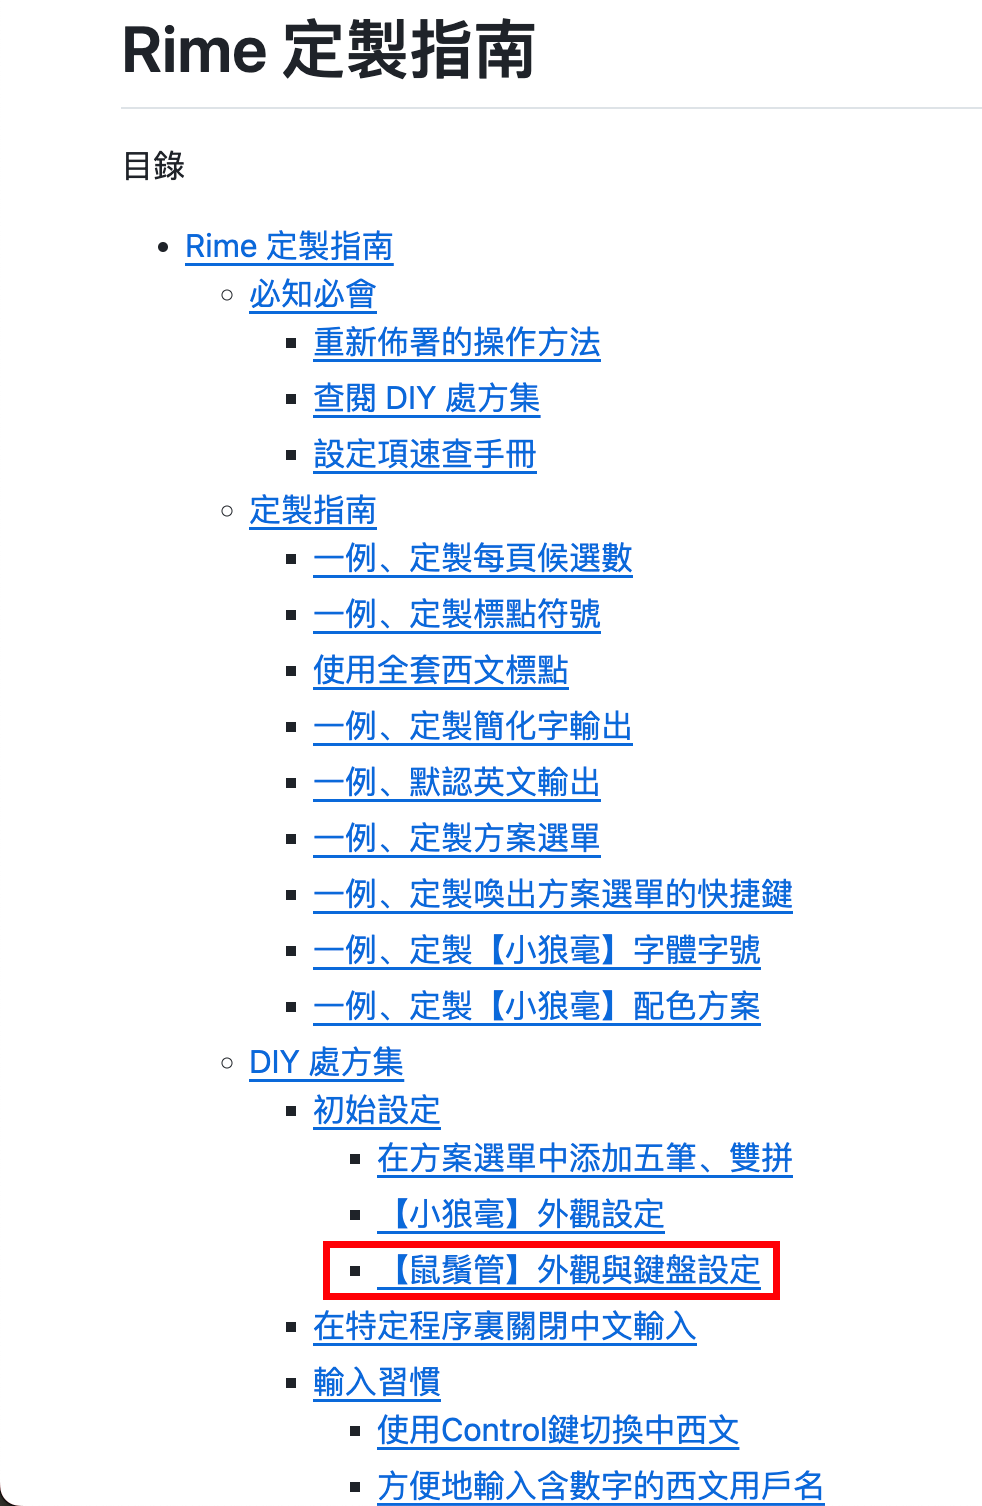 Rime 定製指南
目錄
Rime 定製指南
必知必會
重新佈署的操作方法
查閱 DIY 處方集
設定項速查手冊
定製指南
一例、定製每頁候選數
一例、定製標點符號
使用全套西文標點
一例、定製簡化字輸出
一例、默認英文輸出
一例、定製方案選單
一例、定製喚出方案選單的快捷鍵
一例、定製【小狼毫】字體字號
一例、定製【小狼毫】配色方案
DIY 處方集
初始設定
在方案選單中添加五筆、雙拼
【小狼毫】外觀設定
【鼠鬚管】外觀與鍵盤設定
在特定程序裏關閉中文輸入
輸入習慣
使用Control鍵切換中西文
方便地輸入含數字的西文用戶名